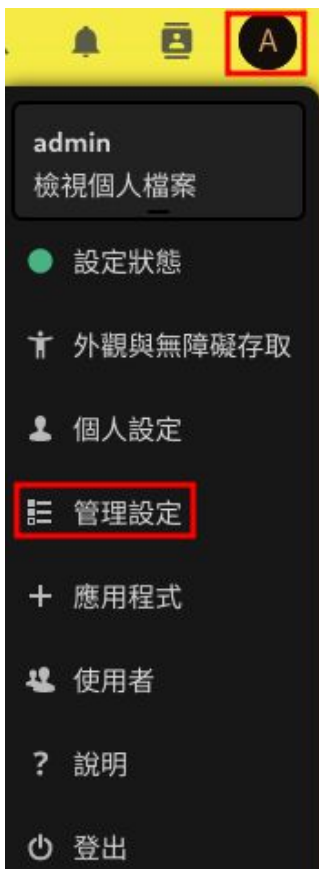 A
admin
檢視個人檔案
設定狀態
外觀與無障礙存取
個人設定
管理設定
應用程式
使用者
說明
登出